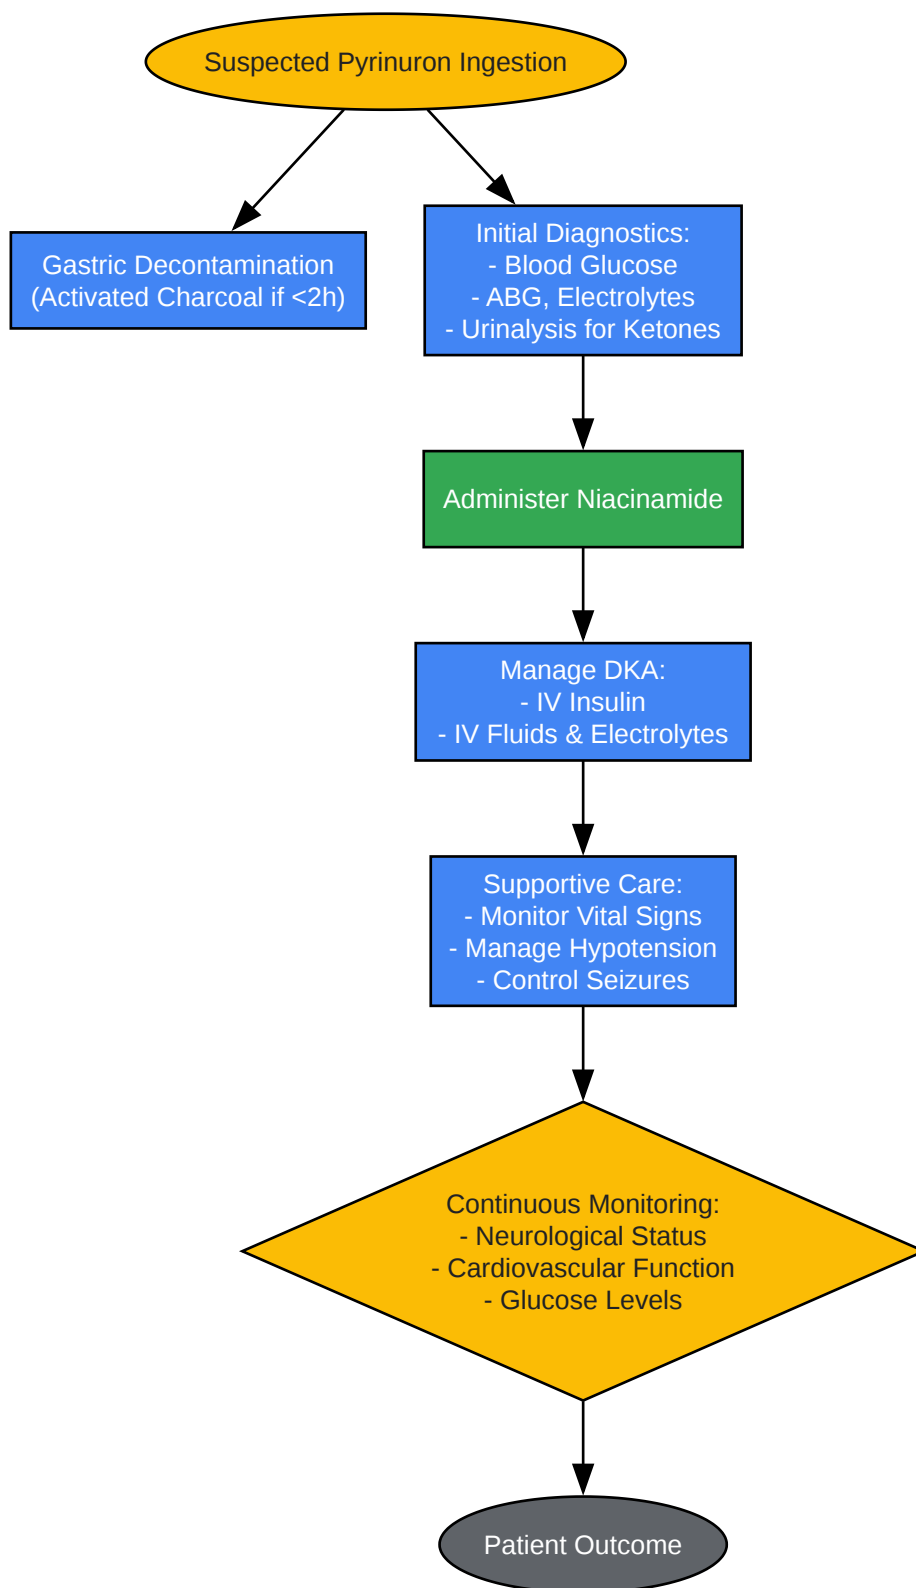 Suspected Pyrinuron Ingestion
Gastric Decontamination
(Activated Charcoal if <2h)
Initial Diagnostics:
- Blood Glucose
- ABG, Electrolytes
- Urinalysis for Ketones
Administer Niacinamide
Manage DKA:
- IV Insulin
- IV Fluids & Electrolytes
Supportive Care:
- Monitor Vital Signs
- Manage Hypotension
- Control Seizures
Continuous Monitoring:
- Neurological Status
- Cardiovascular Function
- Glucose Levels
Patient Outcome